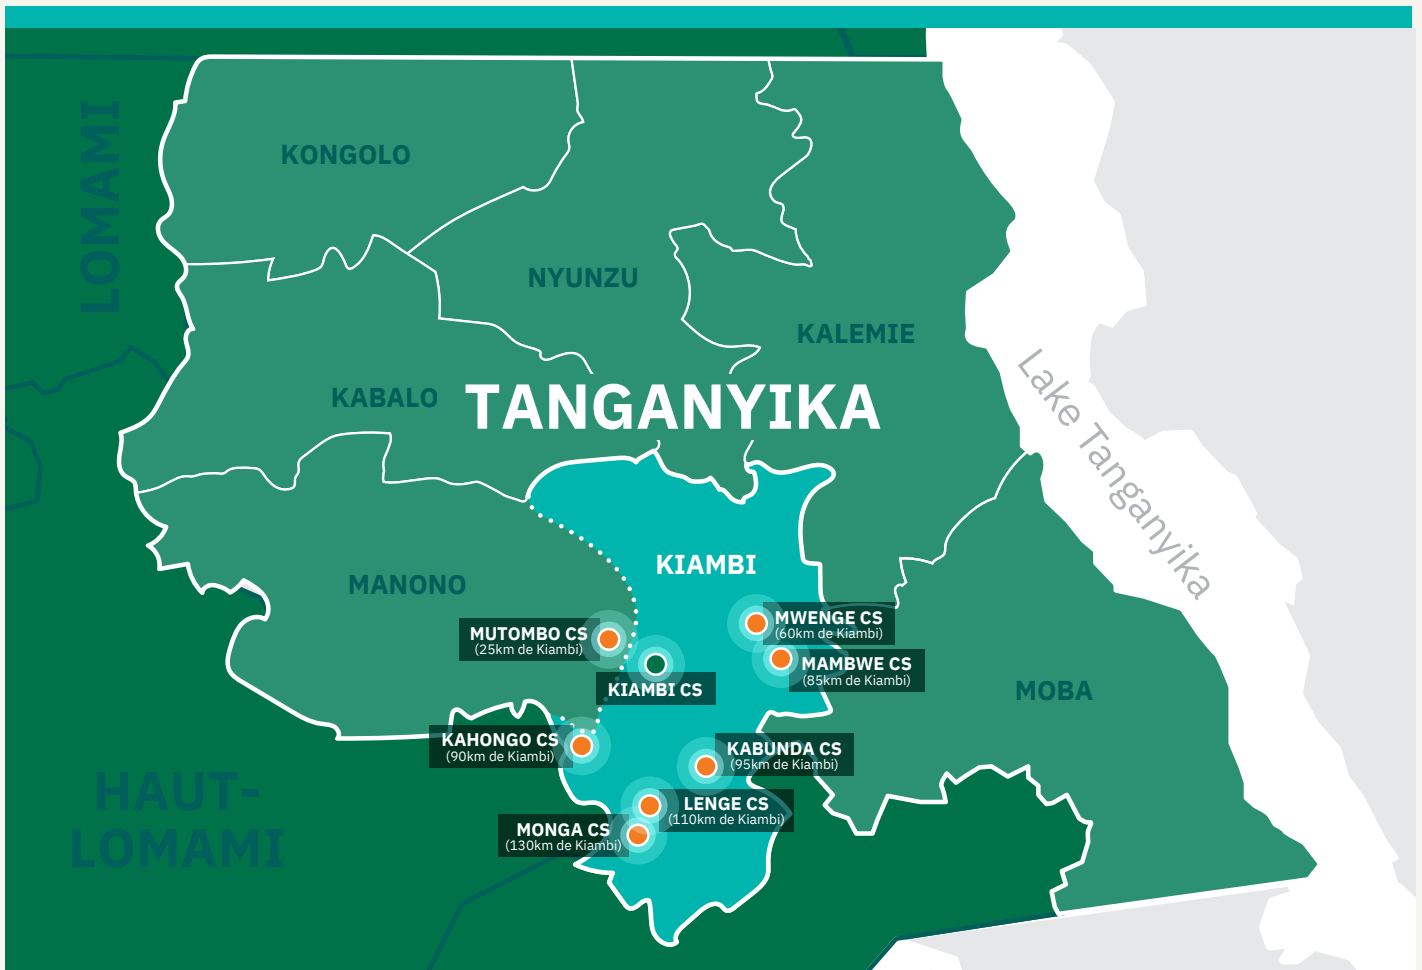 LOMAMI
KONGOLO
NYUNZU
KALEMIE
KABALO
TANGANYIKA
Lake Tanganyika
KIAMBI
MANONO
MUTOMBO CS
(25km de Kiambi)
MWENGE CS
(60km de Kiambi)
MAMBWE CS
(85km de Kiambi)
KIAMBI CS
MOBA
KAHONGO CS
(90km de Kiambi)
KABUNDA CS
(95km de Kiambi)
HAUT-
LOMAMI
LENGE CS
(110km de Kiambi)
MONGA CS
(130km de Kiambi)